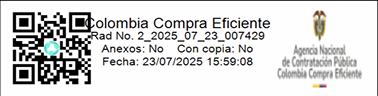 Colombia Compra Eficiente
Rad No. 2_2025_07_23_007429
Anexos: No Con copia: No
Fecha: 23/07/2025 15:59:08
Agencia Nacional
de Contratación Pública
Colombia Compra Eficiente